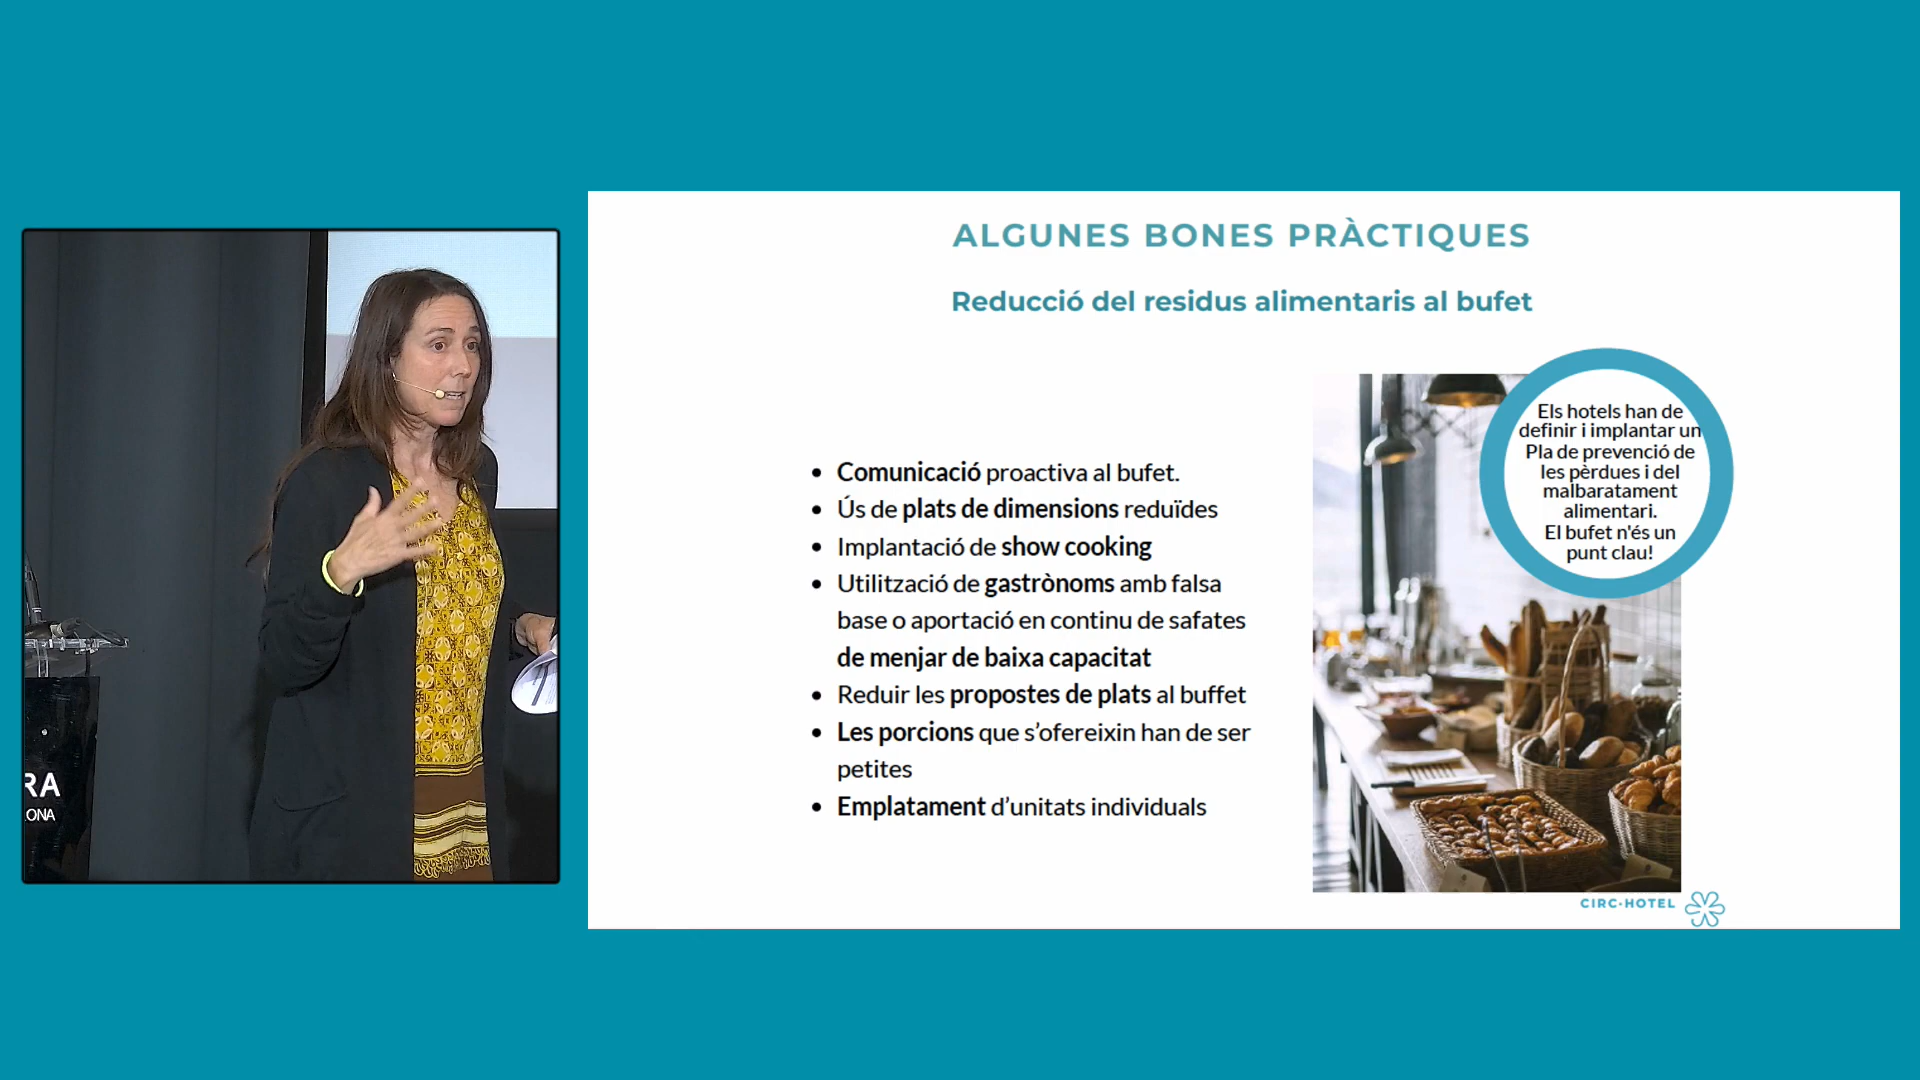 ALGUNES BONES PRÀCTIQUES
Reducció del residus alimentaris al bufet
• Comunicació proactiva al bufet.
• Ús de plats de dimensions reduïdes
• Implantació de show cooking
• Utilització de gastrònoms amb falsa
base o aportació en continu de safates
de menjar de baixa capacitat
• Reduir les propostes de plats al buffet
• Les porcions que s'ofereixin han de ser
petites
• Emplatament d'unitats individuals
Els hotels han de
definir i implantar un
Pla de prevenció de
les pèrdues i del
malbaratament
alimentari.
El bufet n'és un
punt clau!
CIRC·HOTEL
RA
LONA